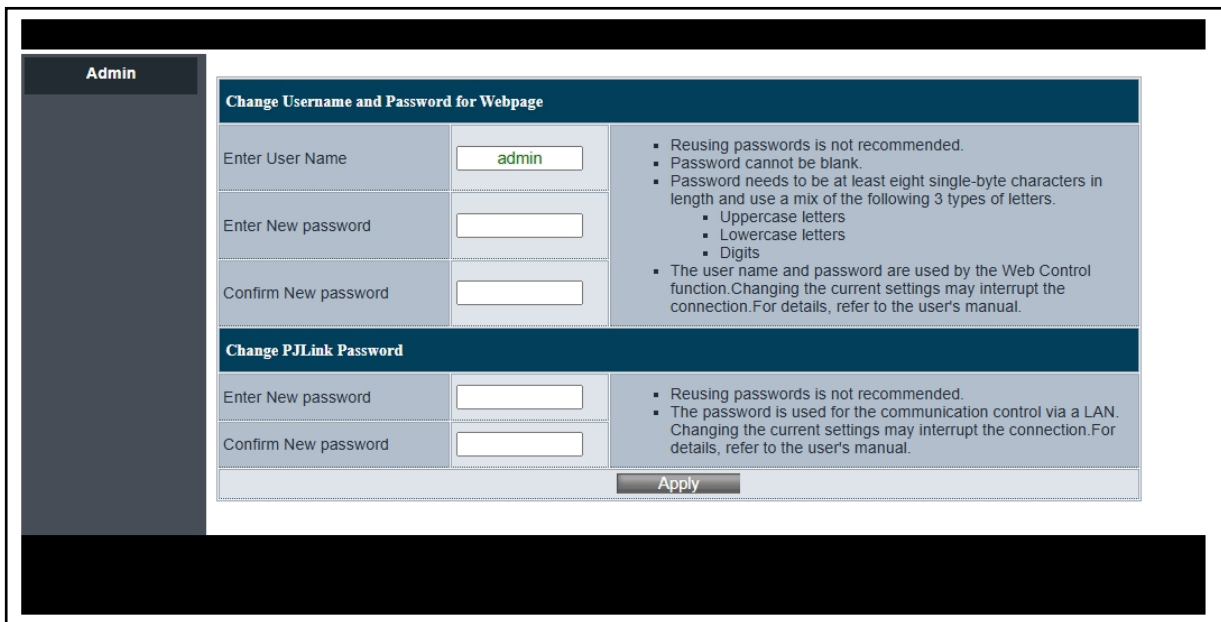 Admin
Change Username and Password for Webpage
Enter User Name
admin
Enter New password
Confirm New password
Reusing passwords is not recommended.
Password cannot be blank.
Password needs to be at least eight single-byte characters in
length and use a mix of the following 3 types of letters.
Uppercase letters
Lowercase letters
Digits
The user name and password are used by the Web Control
function.Changing the current settings may interrupt the
connection.For details, refer to the user's manual.
Change PJLink Password
Enter New password
Confirm New password
Reusing passwords is not recommended.
The password is used for the communication control via a LAN.
Changing the current settings may interrupt the connection.For
details, refer to the user's manual.
Apply